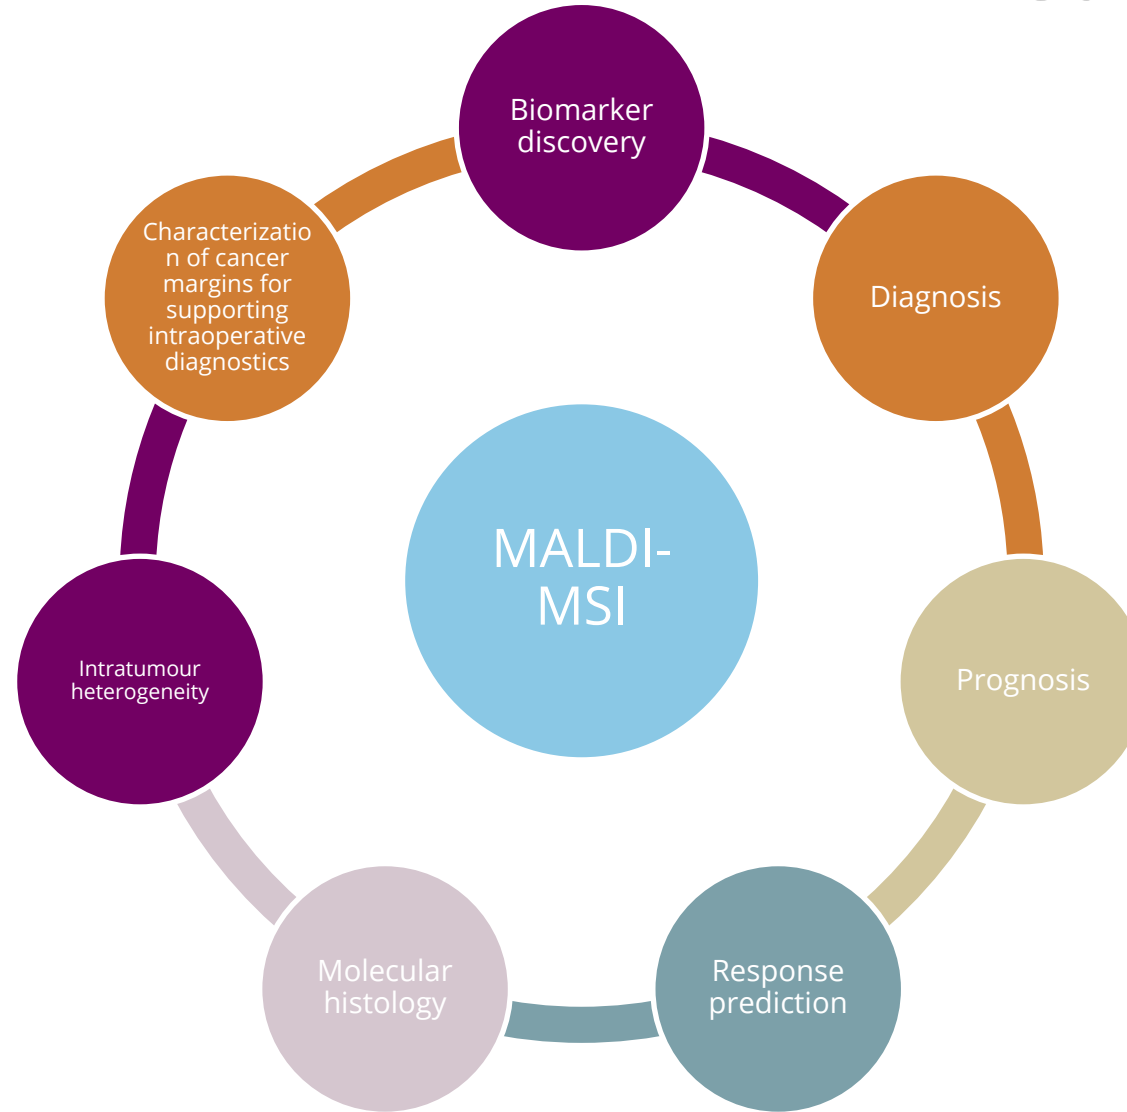 Biomarker
discovery
Diagnosis
Prognosis
Response
prediction
Molecular
histology
Intratumour
heterogeneity
Characterizatio
n of cancer
margins for
supporting
intraoperative
diagnostics
MALDI-
MSI